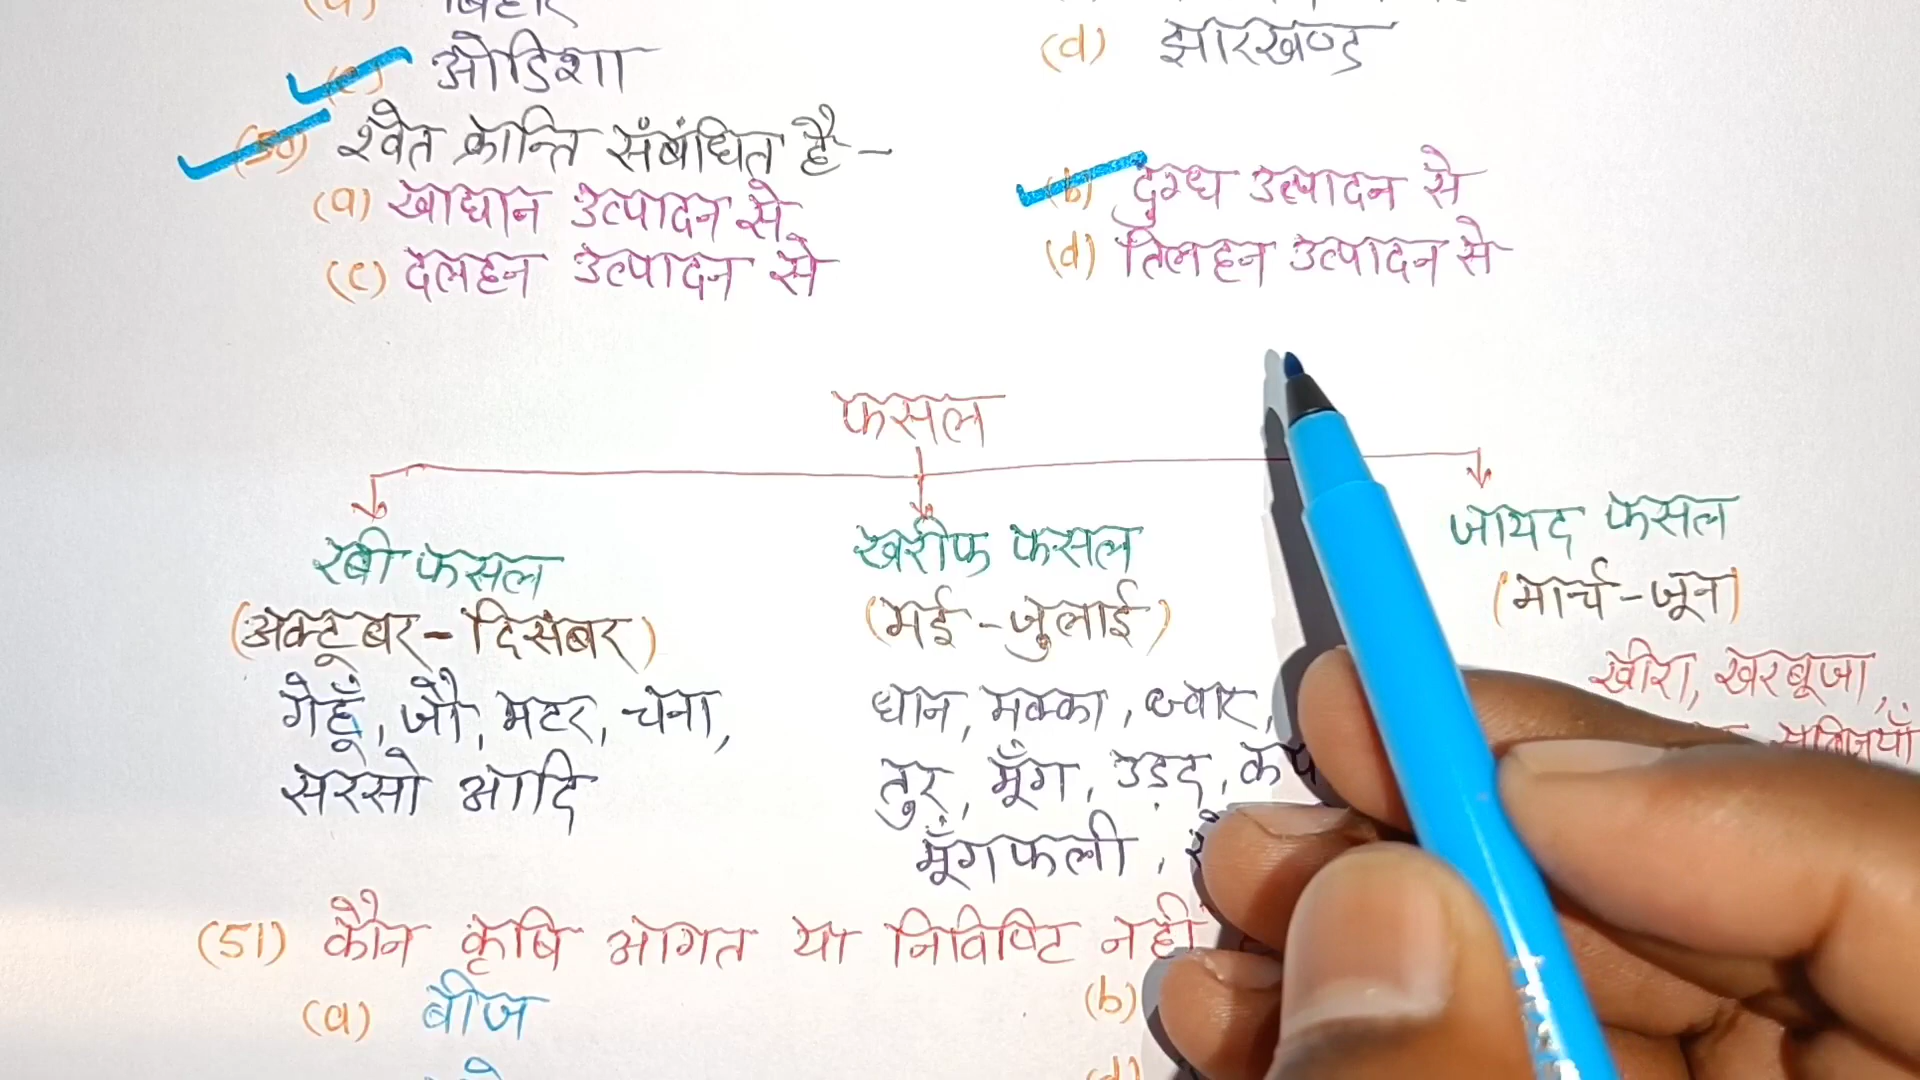 (c) ओडिशा
(d) झारखण्ड
(50) श्वेत क्रान्ति संबंधित है-
(a) खाद्यान उत्पादन से
(b) दुग्ध उत्पादन से
(c) दलहन उत्पादन से
(d) तिलहन उत्पादन से
फसल
रबी फसल
(अक्टूबर-दिसंबर)
गेहूँ, जौ, मटर, चना,
सरसो आदि
खरीफ फसल
(मई-जुलाई)
धान, मक्का, ज्वार,
तुर, मूँग, उड़द,
मूँगफली,
जायद फसल
(मार्च-जून)
खीरा, खरबूजा,
सब्जियाँ
(51) कौन कृषि आगत या निविष्टि नही
(a) बीज
(b)
(d)